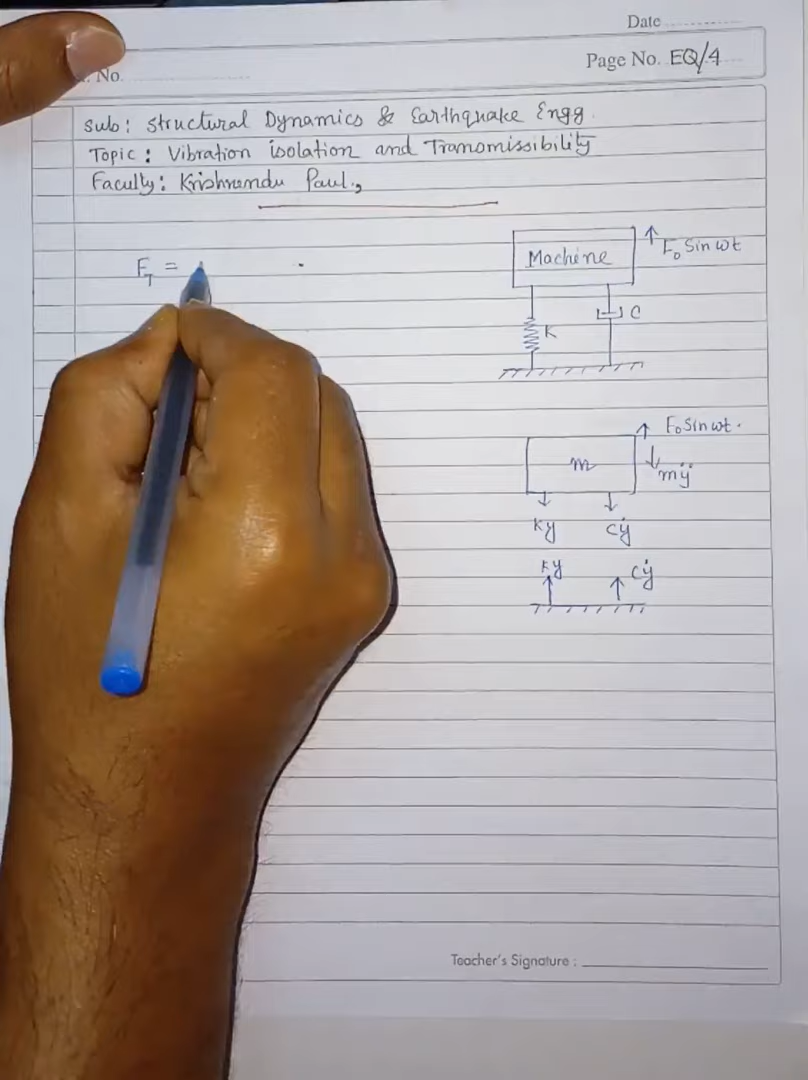 Date
No.
Page No. EQ/4
Sub: Structural Dynamics & Earthquake Engg.
Topic: Vibration isolation and Transmissibility
Faculty: Krishnendu Paul.,
F_T =
Machine
F₀ Sin ωt
K
C
F₀ Sin ωt.
m
mÿ
Ky
Cẏ
Ky
Cẏ
Teacher's Signature :